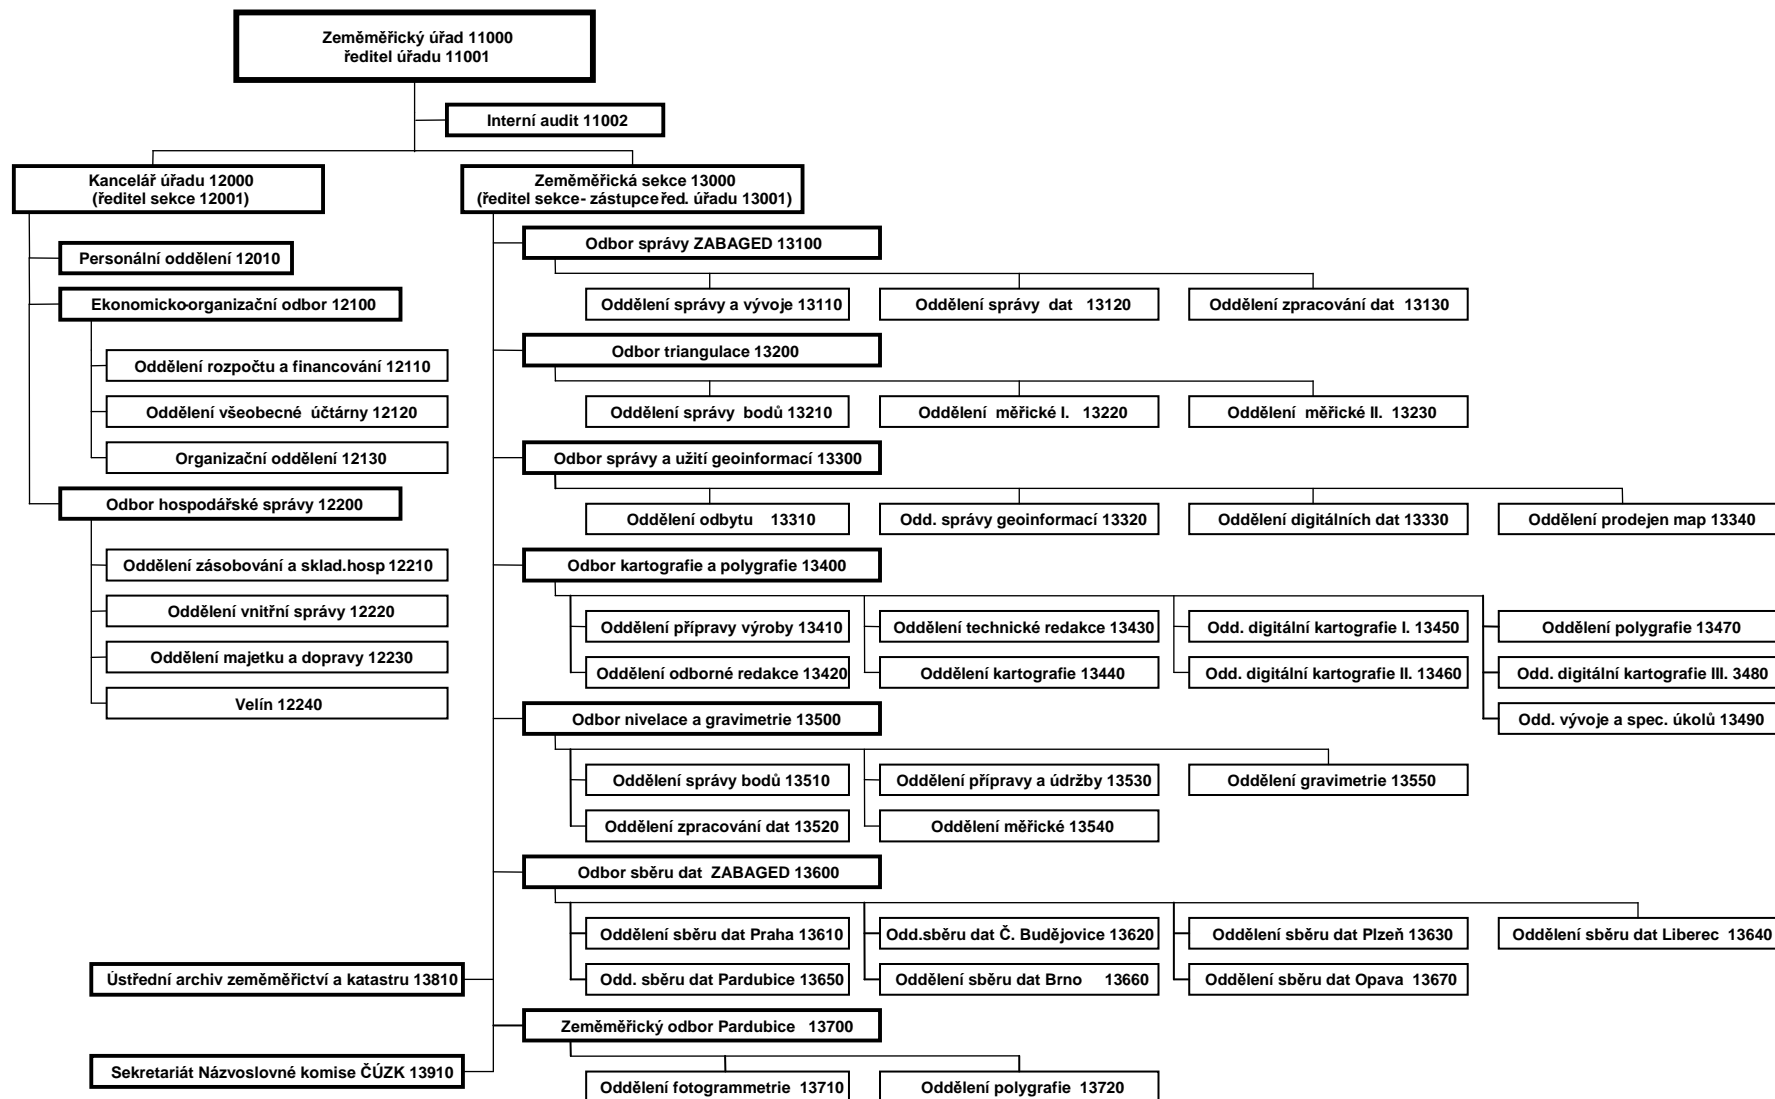 Zeměměřický úřad 11000
ředitel úřadu 11001
Interní audit 11002
Kancelář úřadu 12000
(ředitel sekce 12001)
Zeměměřická sekce 13000
(ředitel sekce- zástupceřed. úřadu 13001)
Personální oddělení 12010
Ekonomicko-organizační odbor 12100
Oddělení rozpočtu a financování 12110
Oddělení všeobecné účtárny 12120
Organizační oddělení 12130
Odbor hospodářské správy 12200
Oddělení zásobování a sklad.hosp 12210
Oddělení vnitřní správy 12220
Oddělení majetku a dopravy 12230
Velín 12240
Odbor správy ZABAGED 13100
Oddělení správy a vývoje 13110
Oddělení správy dat 13120
Oddělení zpracování dat 13130
Odbor triangulace 13200
Oddělení správy bodů 13210
Oddělení měřické I. 13220
Oddělení měřické II. 13230
Odbor správy a užití geoinformací 13300
Oddělení odbytu 13310
Odd. správy geoinformací 13320
Oddělení digitálních dat 13330
Oddělení prodejen map 13340
Odbor kartografie a polygrafie 13400
Oddělení přípravy výroby 13410
Oddělení technické redakce 13430
Odd. digitální kartografie I. 13450
Oddělení polygrafie 13470
Oddělení odborné redakce 13420
Oddělení kartografie 13440
Odd. digitální kartografie II. 13460
Odd. digitální kartografie III. 3480
Odd. vývoje a spec. úkolů 13490
Odbor nivelace a gravimetrie 13500
Oddělení správy bodů 13510
Oddělení přípravy a údržby 13530
Oddělení gravimetrie 13550
Oddělení zpracování dat 13520
Oddělení měřické 13540
Odbor sběru dat ZABAGED 13600
Oddělení sběru dat Praha 13610
Odd.sběru dat Č. Budějovice 13620
Oddělení sběru dat Plzeň 13630
Oddělení sběru dat Liberec 13640
Odd. sběru dat Pardubice 13650
Oddělení sběru dat Brno 13660
Oddělení sběru dat Opava 13670
Ústřední archiv zeměměřictví a katastru 13810
Zeměměřický odbor Pardubice 13700
Sekretariát Názvoslovné komise ČÚZK 13910
Oddělení fotogrammetrie 13710
Oddělení polygrafie 13720